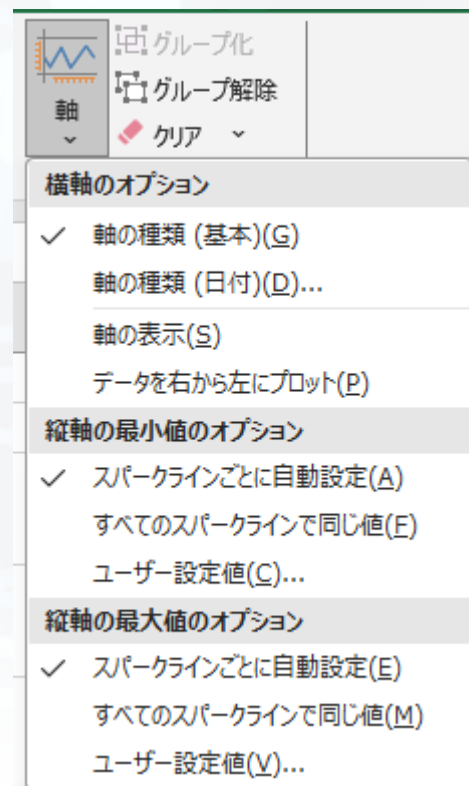 グループ化
グループ解除
軸
クリア
横軸のオプション
軸の種類 (基本)(G)
軸の種類 (日付)(D)...
軸の表示(S)
データを右から左にプロット(P)
縦軸の最小値のオプション
スパークラインごとに自動設定(A)
すべてのスパークラインで同じ値(F)
ユーザー設定値(C)...
縦軸の最大値のオプション
スパークラインごとに自動設定(E)
すべてのスパークラインで同じ値(M)
ユーザー設定値(V)...